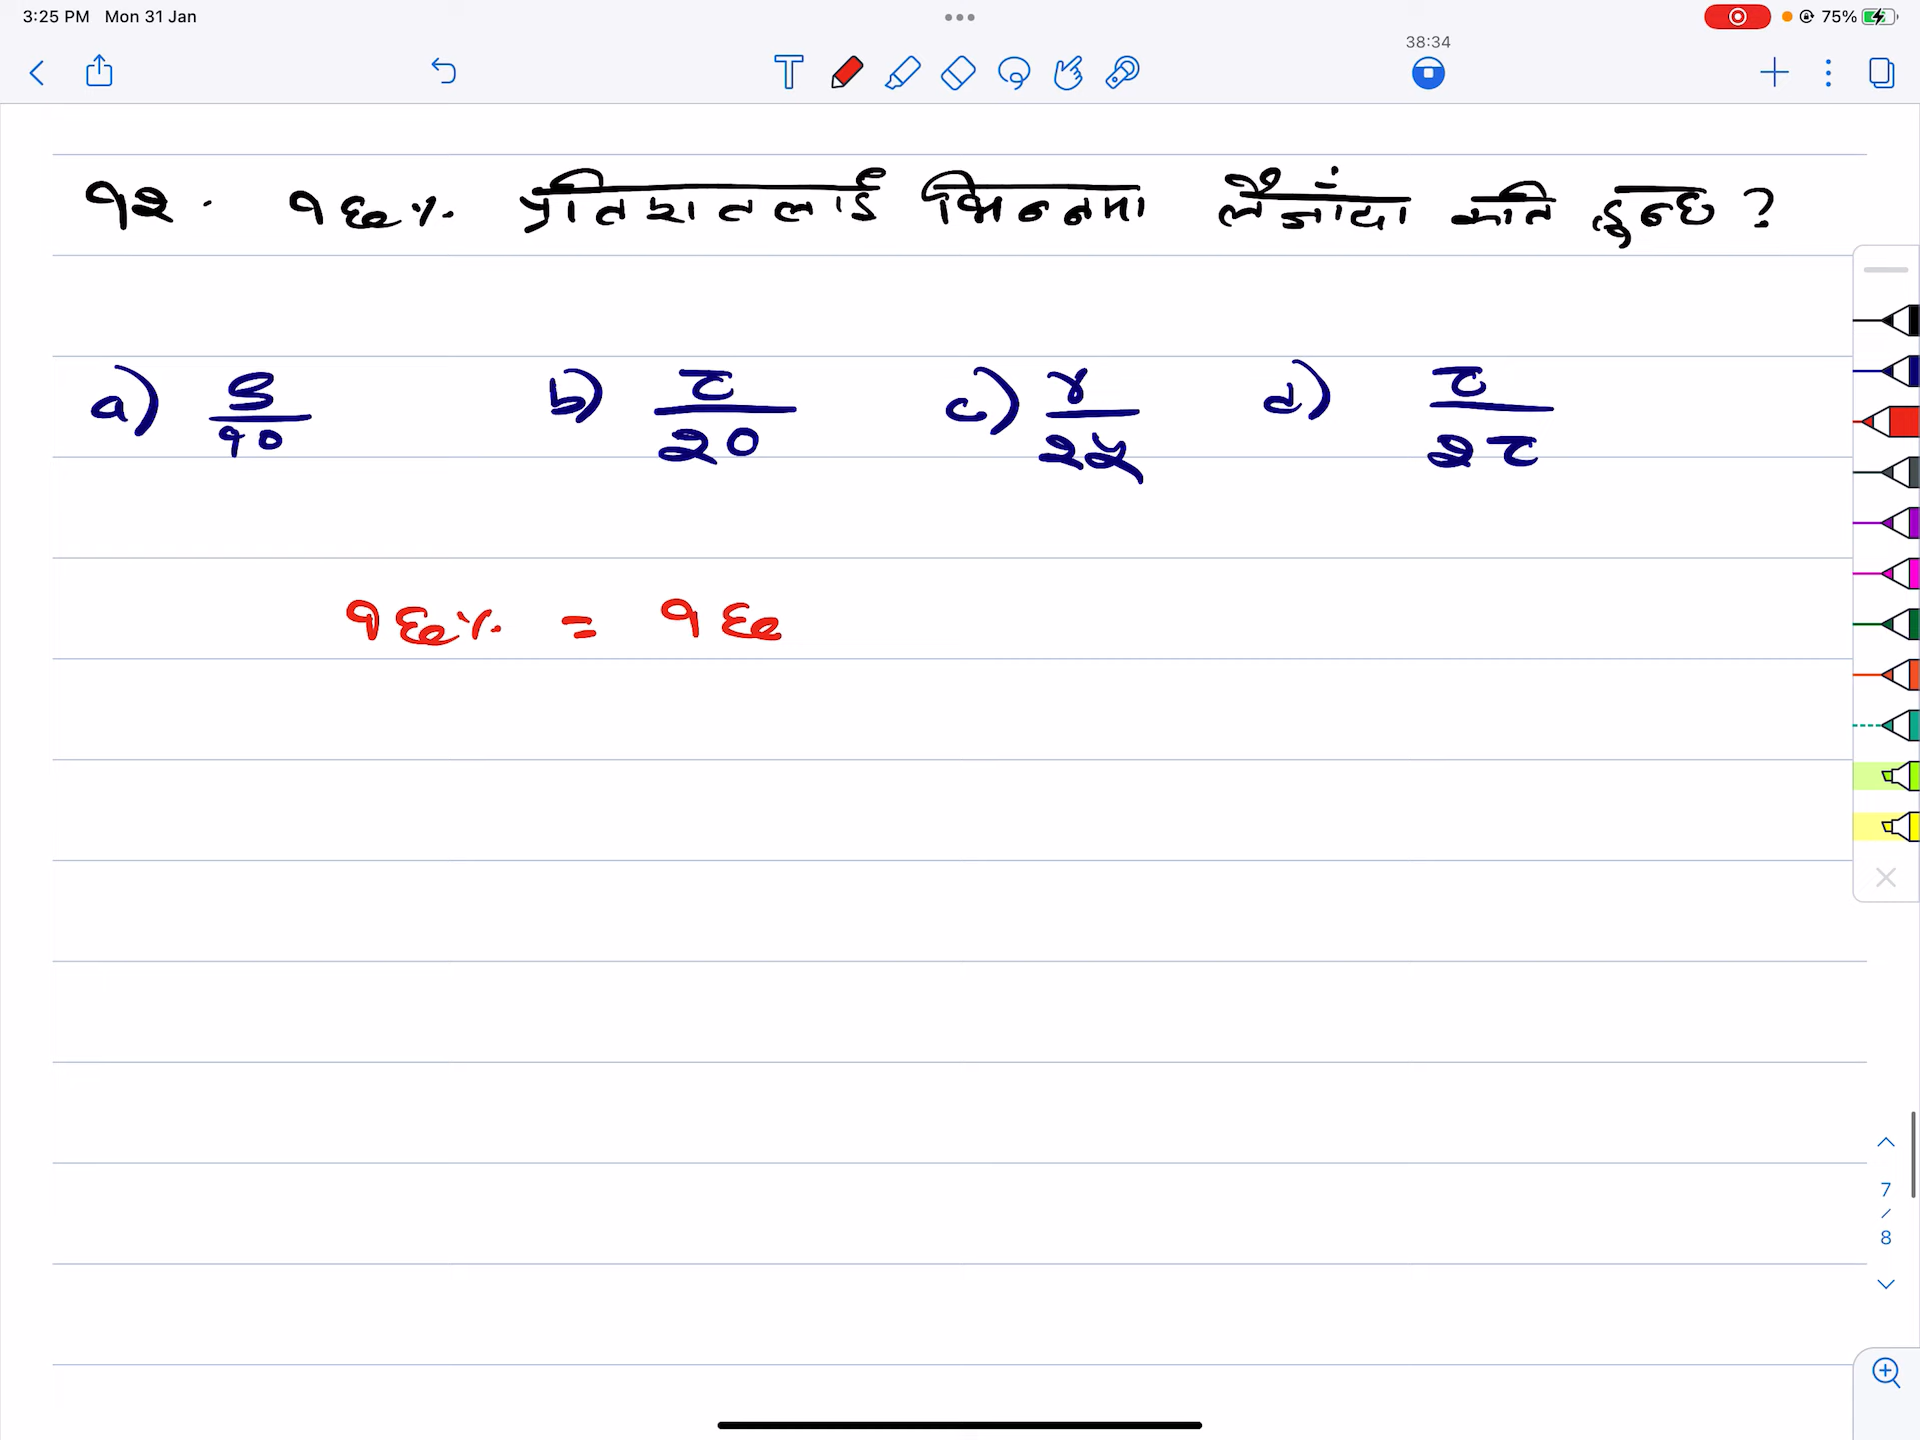 3:25 PM Mon 31 Jan
75%
38:34
१२. १६% प्रतिशतलाई भिन्नमा लैजाँदा कति हुन्छ ?
a) ९/१० b) ८/२० c) ४/२५ d) ८/२८
१६% = १६
7
/
8